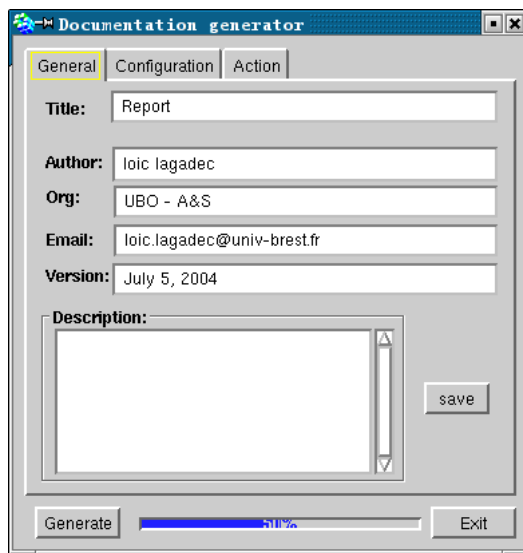 Documentation generator
General Configuration Action
Title: Report
Author: loic lagadec
Org: UBO - A&S
Email: loic.lagadec@univ-brest.fr
Version: July 5, 2004
Description:
save
Generate 50% Exit